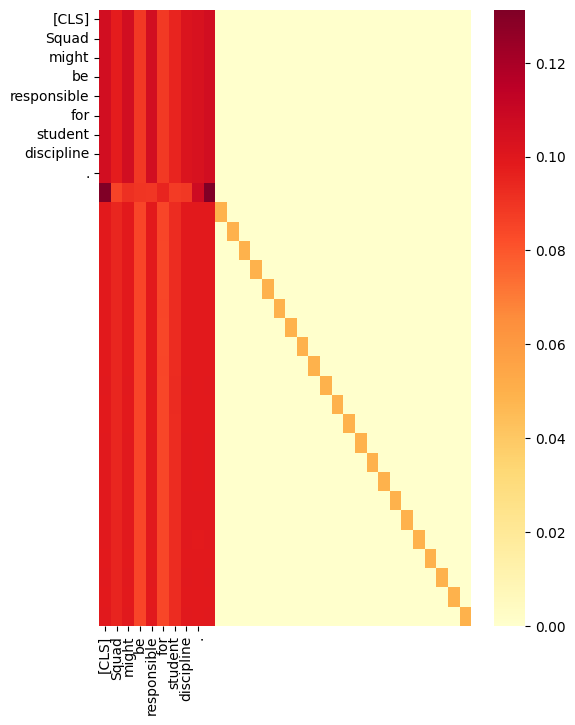 [CLS]
Squad
might
be
responsible
for
student
discipline
.
0.12
0.10
0.08
0.06
0.04
0.02
0.00
[CLS]
Squad
might
be
responsible
for
student
discipline
.